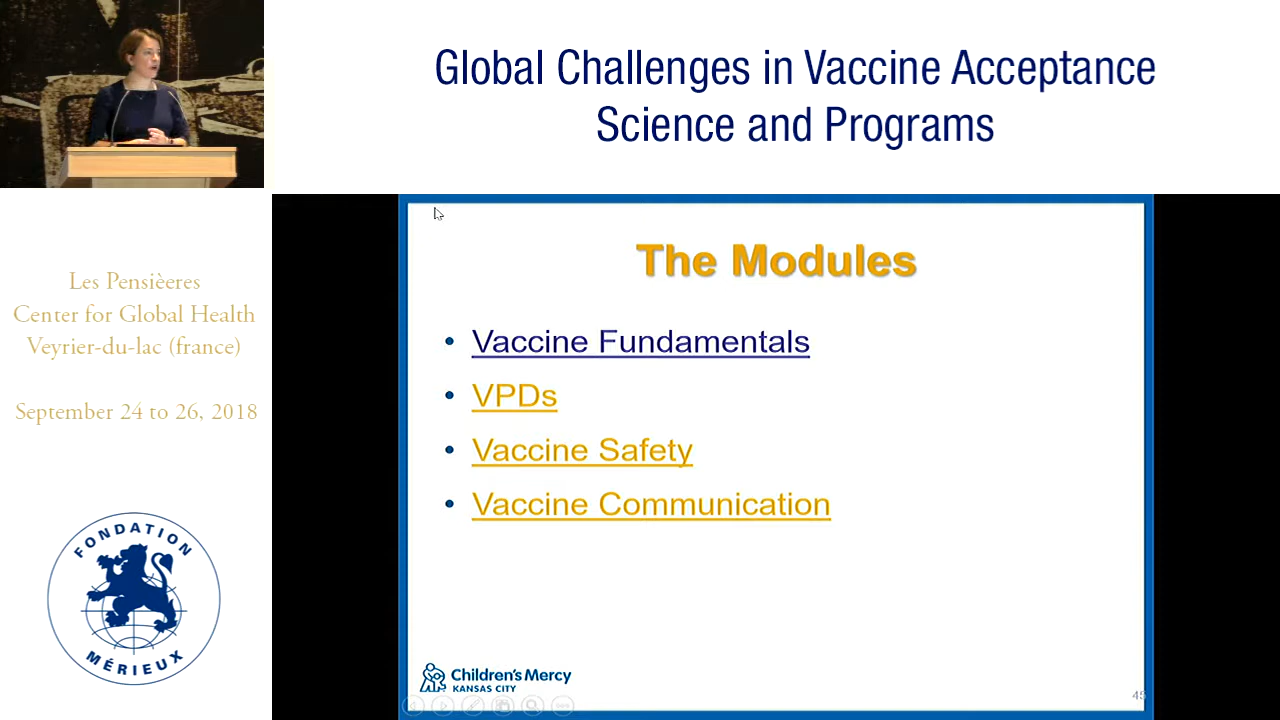 Global Challenges in Vaccine Acceptance
Science and Programs
Les Pensièeres
Center for Global Health
Veyrier-du-lac (france)
September 24 to 26, 2018
FONDATION
MÉRIEUX
The Modules
• Vaccine Fundamentals
• VPDs
• Vaccine Safety
• Vaccine Communication
Children's Mercy
KANSAS CITY